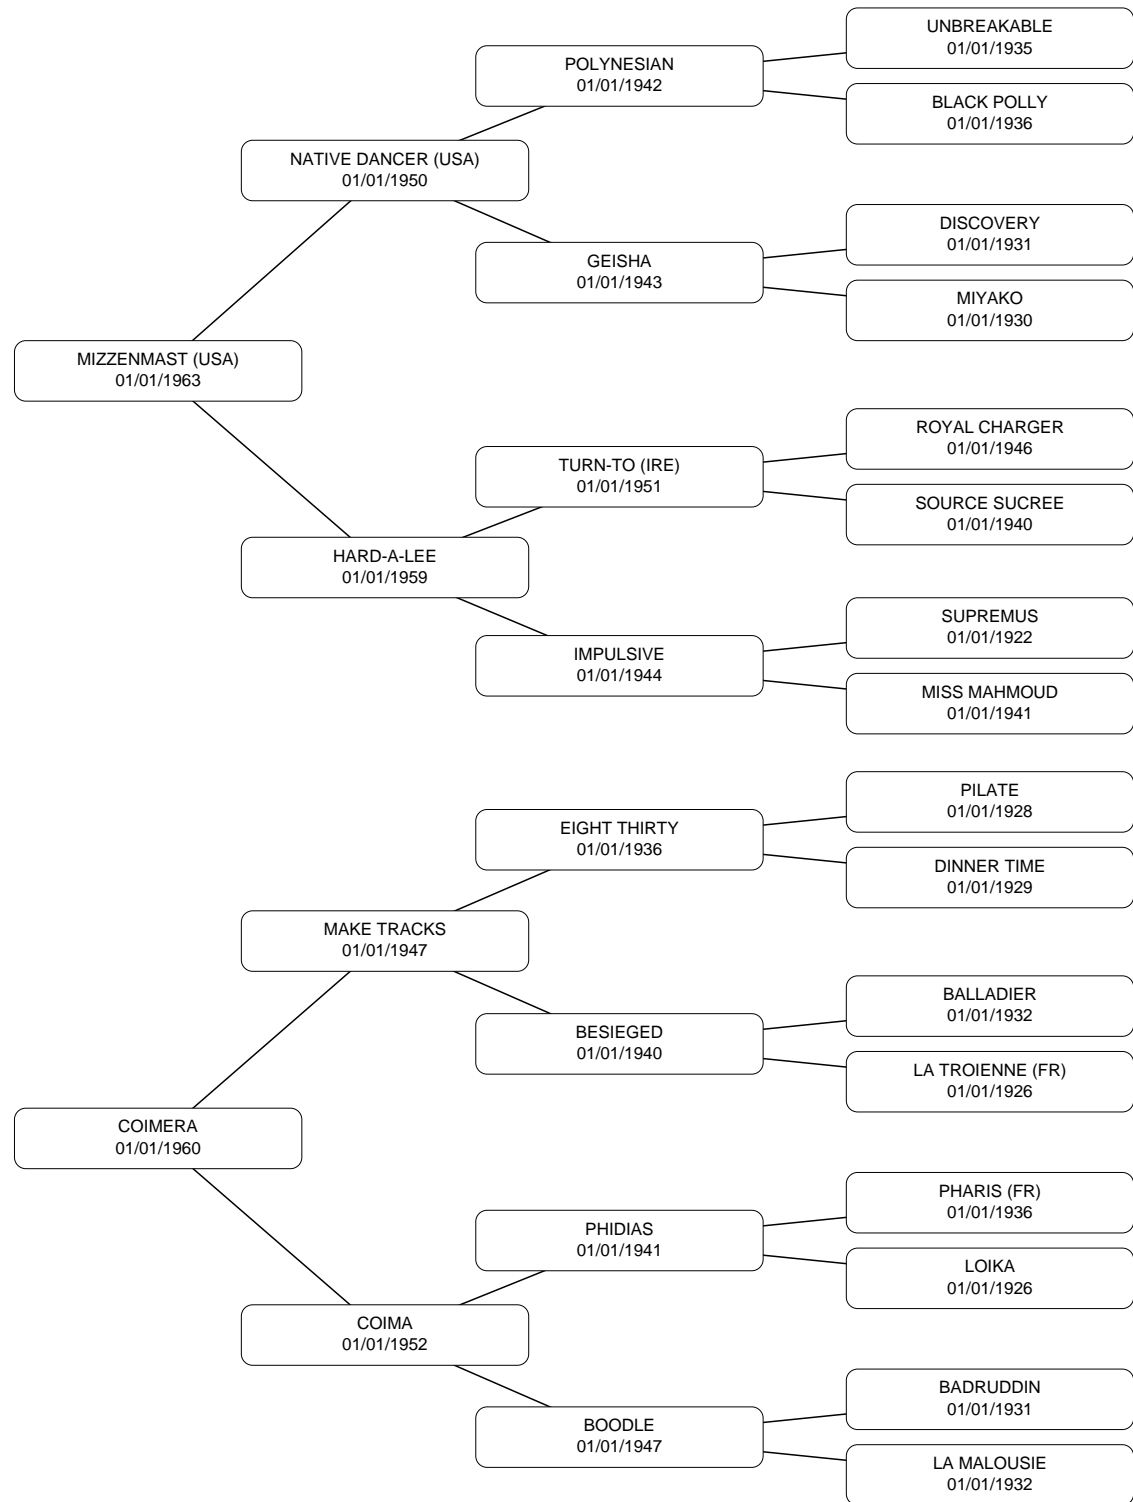 UNBREAKABLE
01/01/1935
POLYNESIAN
01/01/1942
BLACK POLLY
01/01/1936
NATIVE DANCER (USA)
01/01/1950
DISCOVERY
01/01/1931
GEISHA
01/01/1943
MIYAKO
01/01/1930
MIZZENMAST (USA)
01/01/1963
ROYAL CHARGER
01/01/1946
TURN-TO (IRE)
01/01/1951
SOURCE SUCREE
01/01/1940
HARD-A-LEE
01/01/1959
SUPREMUS
01/01/1922
IMPULSIVE
01/01/1944
MISS MAHMOUD
01/01/1941
PILATE
01/01/1928
EIGHT THIRTY
01/01/1936
DINNER TIME
01/01/1929
MAKE TRACKS
01/01/1947
BALLADIER
01/01/1932
BESIEGED
01/01/1940
LA TROIENNE (FR)
01/01/1926
COIMERA
01/01/1960
PHARIS (FR)
01/01/1936
PHIDIAS
01/01/1941
LOIKA
01/01/1926
COIMA
01/01/1952
BADRUDDIN
01/01/1931
BOODLE
01/01/1947
LA MALOUSIE
01/01/1932